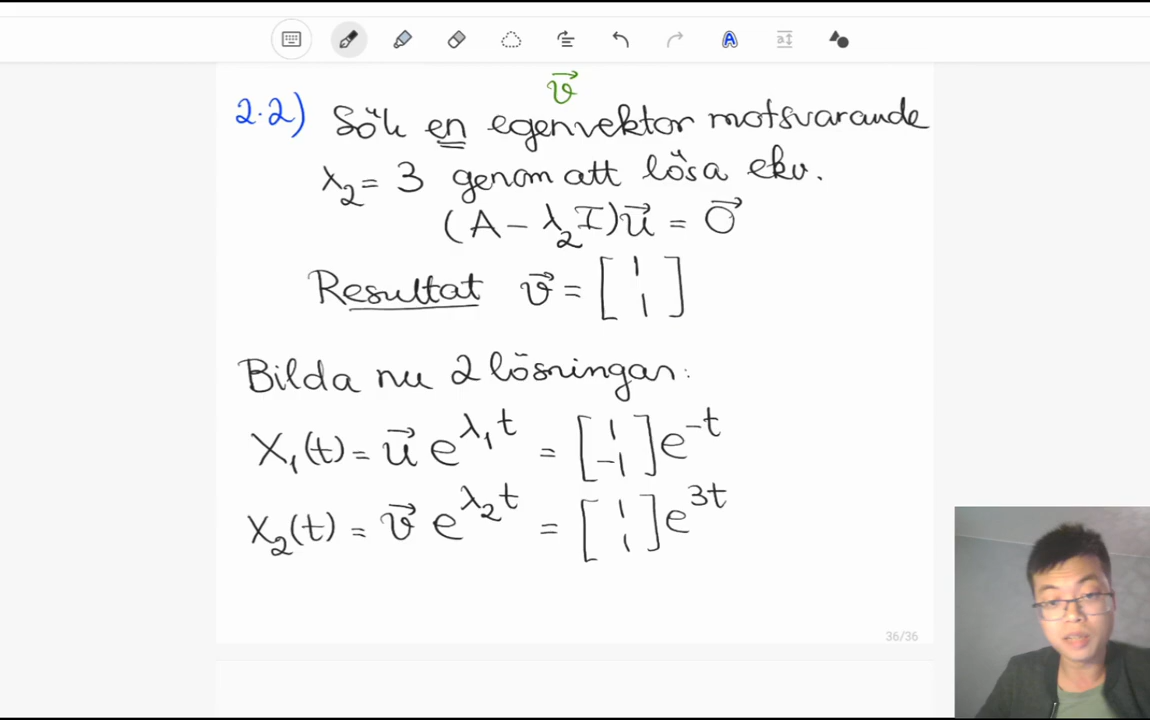 v⃗
2.2) Sök en egenvektor motsvarande
λ₂ = 3 genom att lösa ekv.
(A − λ₂I)u⃗ = 0⃗
Resultat v⃗ = [1 1]
Bilda nu 2 lösningar:
X₁(t) = u⃗ e^{λ₁t} = [1 −1] e^{−t}
X₂(t) = v⃗ e^{λ₂t} = [1 1] e^{3t}
36/36